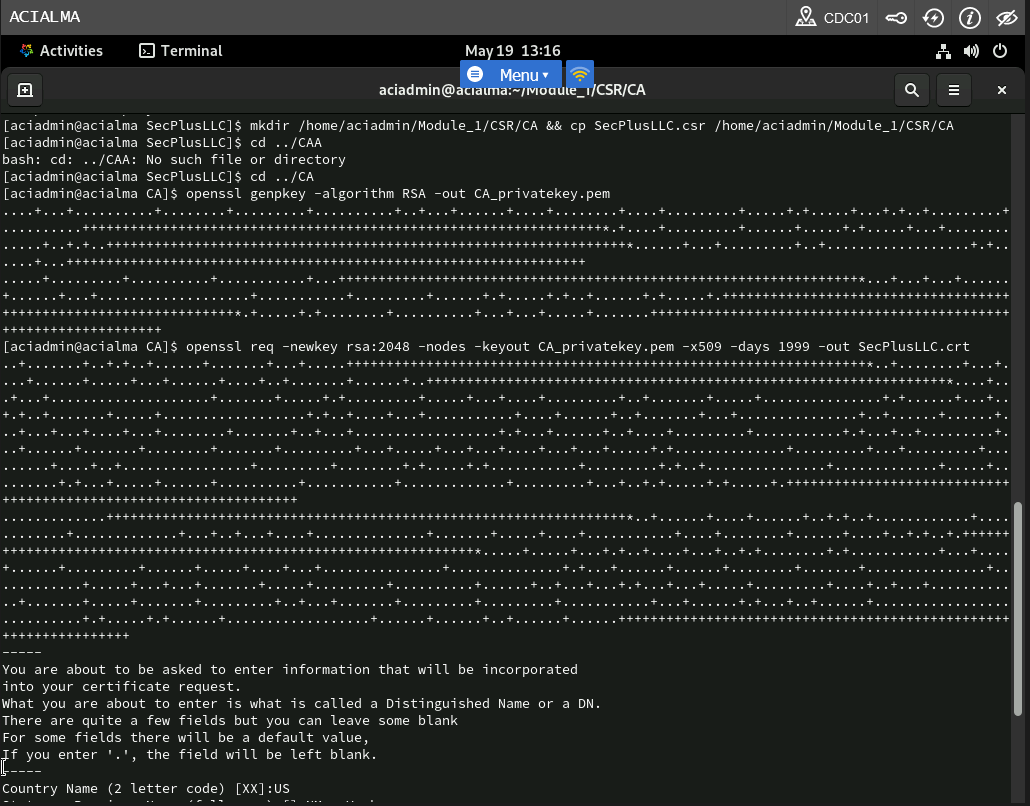 ACIALMA
CDC01
Activities
Terminal
May 19 13:16
Menu
aciadmin@acialma:~/Module_1/CSR/CA
[aciadmin@acialma SecPlusLLC]$ mkdir /home/aciadmin/Module_1/CSR/CA && cp SecPlusLLC.csr /home/aciadmin/Module_1/CSR/CA
[aciadmin@acialma SecPlusLLC]$ cd ../CAA
bash: cd: ../CAA: No such file or directory
[aciadmin@acialma SecPlusLLC]$ cd ../CA
[aciadmin@acialma CA]$ openssl genpkey -algorithm RSA -out CA_privatekey.pem
[aciadmin@acialma CA]$ openssl req -newkey rsa:2048 -nodes -keyout CA_privatekey.pem -x509 -days 1999 -out SecPlusLLC.crt
-----
You are about to be asked to enter information that will be incorporated
into your certificate request.
What you are about to enter is what is called a Distinguished Name or a DN.
There are quite a few fields but you can leave some blank
For some fields there will be a default value,
If you enter '.', the field will be left blank.
-----
Country Name (2 letter code) [XX]:US